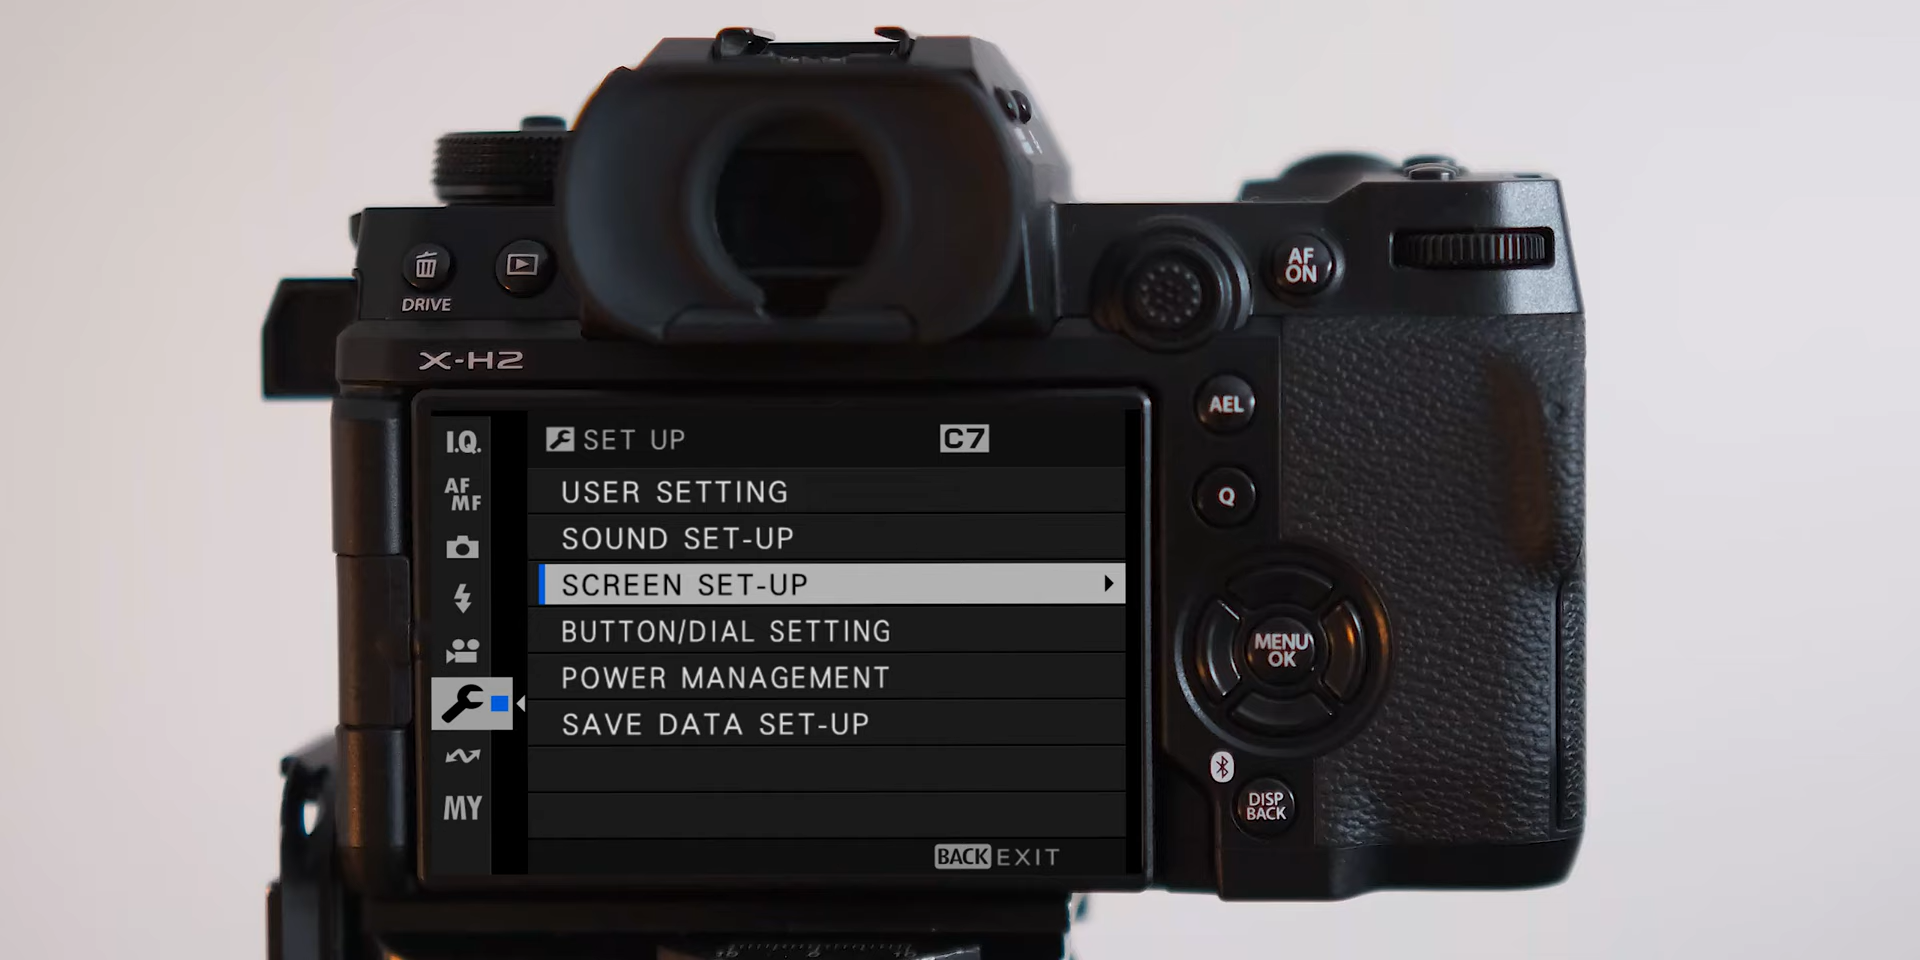 DRIVE
AF
ON
X-H2
AEL
Q
MENU
OK
DISP
BACK
I.Q.
AF
MF
MY
SET UP
C7
USER SETTING
SOUND SET-UP
SCREEN SET-UP
BUTTON/DIAL SETTING
POWER MANAGEMENT
SAVE DATA SET-UP
BACK EXIT